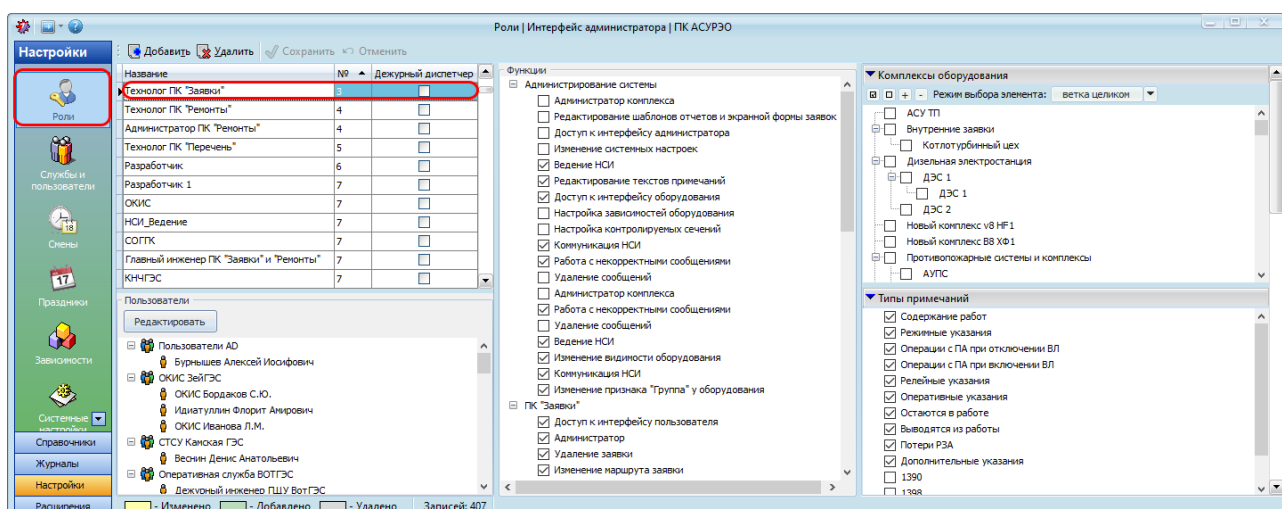 Роли | Интерфейс администратора | ПК АСУРЭО
Настройки
Добавить Удалить Сохранить Отменить
Роли
Службы и
пользователи
Смены
Праздники
Зависимости
Системные
настройки
Справочники
Журналы
Настройки
Расширения
Название № Дежурный диспетчер
Технолог ПК "Заявки" 3
Технолог ПК "Ремонты" 4
Администратор ПК "Ремонты" 4
Технолог ПК "Перечень" 5
Разработчик 6
Разработчик 1 7
ОКИС 7
НСИ_Ведение 7
СОГГК 7
Главный инженер ПК "Заявки" и "Ремонты" 7
КНЧГЭС 7
Пользователи
Редактировать
Пользователи AD
Бурнышев Алексей Иосифович
ОКИС ЗейГЭС
ОКИС Бордаков С.Ю.
Идиатуллин Флорит Анирович
ОКИС Иванова Л.М.
СТСУ Камская ГЭС
Веснин Денис Анатольевич
Оперативная служба ВОТГЭС
Дежурный инженер ПШУ ВотГЭС
- Изменено - Добавлено - Удалено Записей: 407
Функции
Администрирование системы
Администратор комплекса
Редактирование шаблонов отчетов и экранной формы заявок
Доступ к интерфейсу администратора
Изменение системных настроек
Ведение НСИ
Редактирование текстов примечаний
Доступ к интерфейсу оборудования
Настройка зависимостей оборудования
Настройка контролируемых сечений
Коммуникация НСИ
Работа с некорректными сообщениями
Удаление сообщений
Администратор комплекса
Работа с некорректными сообщениями
Удаление сообщений
Ведение НСИ
Изменение видимости оборудования
Коммуникация НСИ
Изменение признака "Группа" у оборудования
ПК "Заявки"
Доступ к интерфейсу пользователя
Администратор
Удаление заявки
Изменение маршрута заявки
Комплексы оборудования
Режим выбора элемента: ветка целиком
АСУ ТП
Внутренние заявки
Котлотурбинный цех
Дизельная электростанция
ДЭС 1
ДЭС 1
ДЭС 2
Новый комплекс v8 HF1
Новый комплекс В8 ХФ1
Противопожарные системы и комплексы
АУПС
Типы примечаний
Содержание работ
Режимные указания
Операции с ПА при отключении ВЛ
Операции с ПА при включении ВЛ
Релейные указания
Оперативные указания
Остаются в работе
Выводятся из работы
Потери РЗА
Дополнительные указания
1390
1398